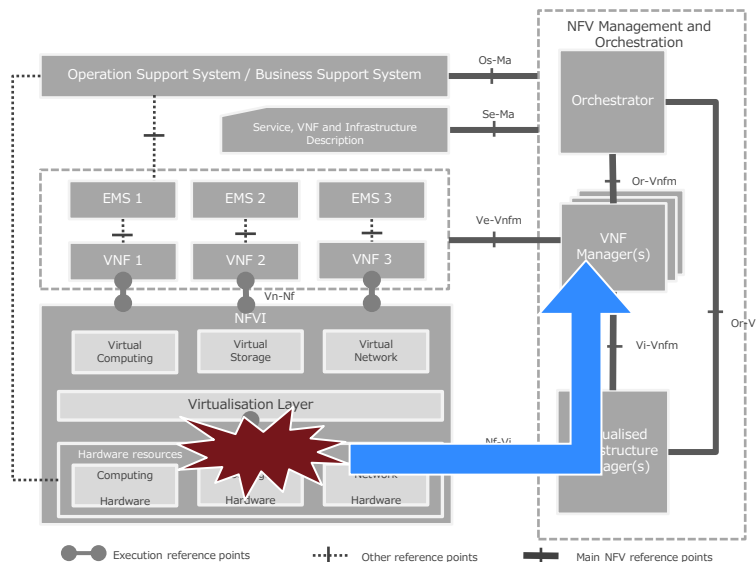 NFV Management and
Orchestration
Os-Ma
Operation Support System / Business Support System
Orchestrator
Se-Ma
Service, VNF and Infrastructure
Description
Or-Vnfm
EMS 1
EMS 2
EMS 3
Ve-Vnfm
VNF
Manager(s)
VNF 1
VNF 2
VNF 3
Vn-Nf
NFVI
Or-V
Virtual
Computing
Virtual
Storage
Virtual
Network
Vi-Vnfm
Virtualisation Layer
Nf-Vi
ualised
structure
ager(s)
Hardware resources
Computing
Hardware
Hardware
Network
Hardware
Execution reference points
Other reference points
Main NFV reference points